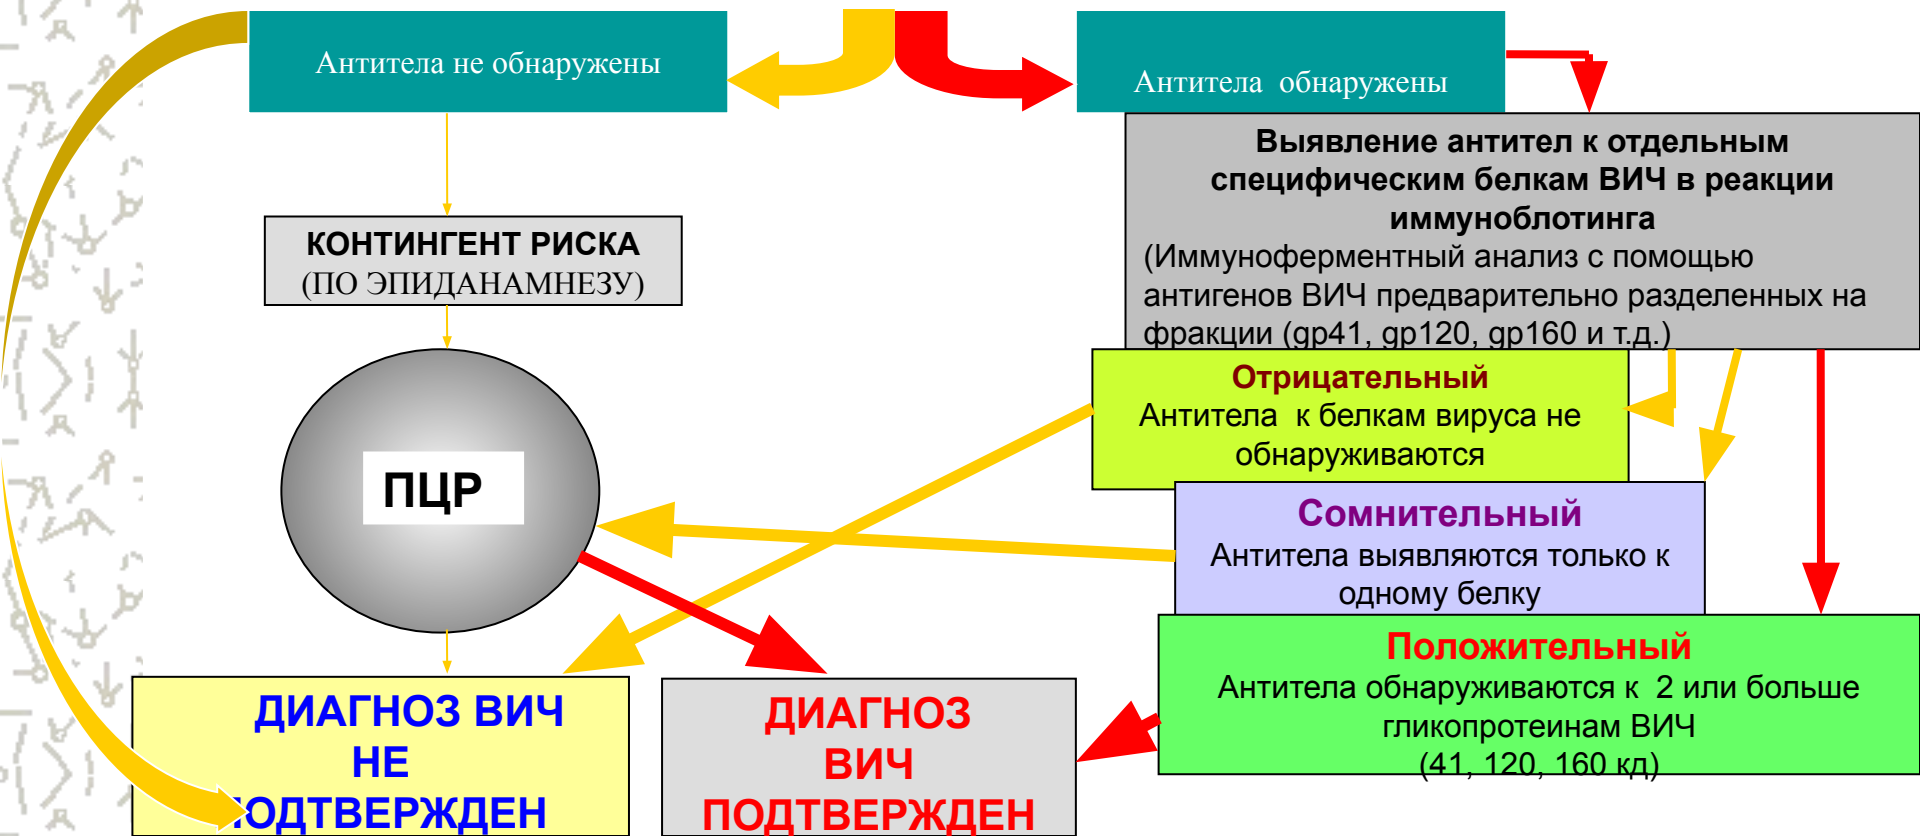 Антитела не обнаружены
Антитела обнаружены
Выявление антител к отдельным
специфическим белкам ВИЧ в реакции
иммуноблотинга
(Иммуноферментный анализ с помощью
антигенов ВИЧ предварительно разделенных на
фракции (gp41, gp120, gp160 и т.д.)
КОНТИНГЕНТ РИСКА
(ПО ЭПИДАНАМНЕЗУ)
ПЦР
Отрицательный
Антитела к белкам вируса не
обнаруживаются
Сомнительный
Антитела выявляются только к
одному белку
Положительный
Антитела обнаруживаются к 2 или больше
гликопротеинам ВИЧ
(41, 120, 160 кд)
ДИАГНОЗ ВИЧ
НЕ
ПОДТВЕРЖДЕН
ДИАГНОЗ
ВИЧ
ПОДТВЕРЖДЕН